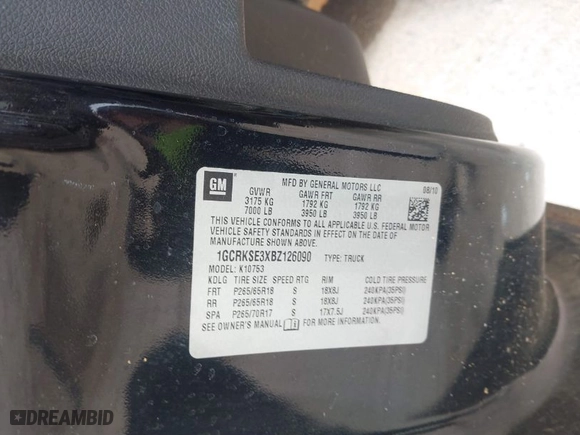 GM
MFD BY GENERAL MOTORS LLC
08/10
GVWR GAWR FRT GAWR RR
3175 KG 1792 KG 1792 KG
7000 LB 3950 LB 3950 LB
THIS VEHICLE CONFORMS TO ALL APPLICABLE U.S. FEDERAL MOTOR
VEHICLE SAFETY STANDARDS IN EFFECT ON THE DATE OF
MANUFACTURE SHOWN ABOVE.
1GCRKSE3XBZ126090 TYPE: TRUCK
MODEL: K10753
KDLG TIRE SIZE SPEED RTG RIM COLD TIRE PRESSURE
FRT P265/65R18 S 18X8J 240KPA(35PSI)
RR P265/65R18 S 18X8J 240KPA(35PSI)
SPA P265/70R17 S 17X7.5J 240KPA(35PSI)
SEE OWNER'S MANUAL FOR MORE INFORMATION.
DREAMBID